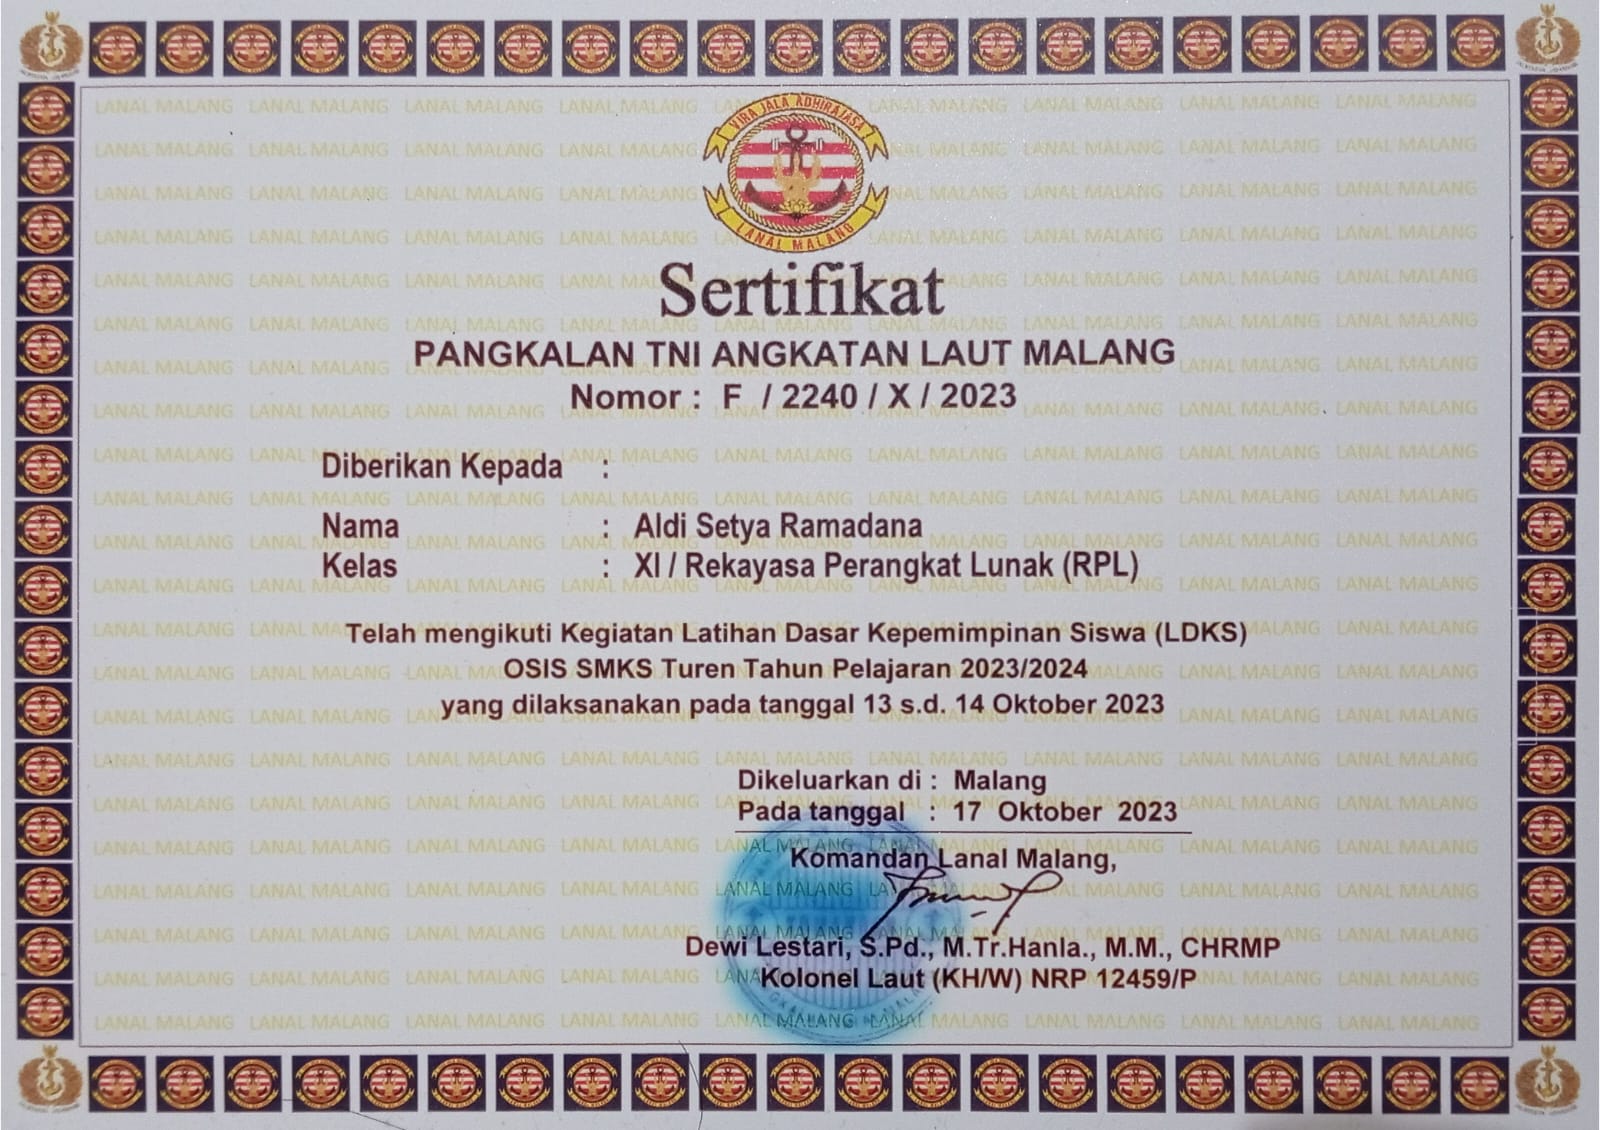 VIRA JALA ADHIRAJASA
LANAL MALANG
Sertifikat
PANGKALAN TNI ANGKATAN LAUT MALANG
Nomor : F / 2240 / X / 2023
Diberikan Kepada :
Nama : Aldi Setya Ramadana
Kelas : XI / Rekayasa Perangkat Lunak (RPL)
Telah mengikuti Kegiatan Latihan Dasar Kepemimpinan Siswa (LDKS)
OSIS SMKS Turen Tahun Pelajaran 2023/2024
yang dilaksanakan pada tanggal 13 s.d. 14 Oktober 2023
Dikeluarkan di : Malang
Pada tanggal : 17 Oktober 2023
Komandan Lanal Malang,
Dewi Lestari, S.Pd., M.Tr.Hanla., M.M., CHRMP
Kolonel Laut (KH/W) NRP 12459/P